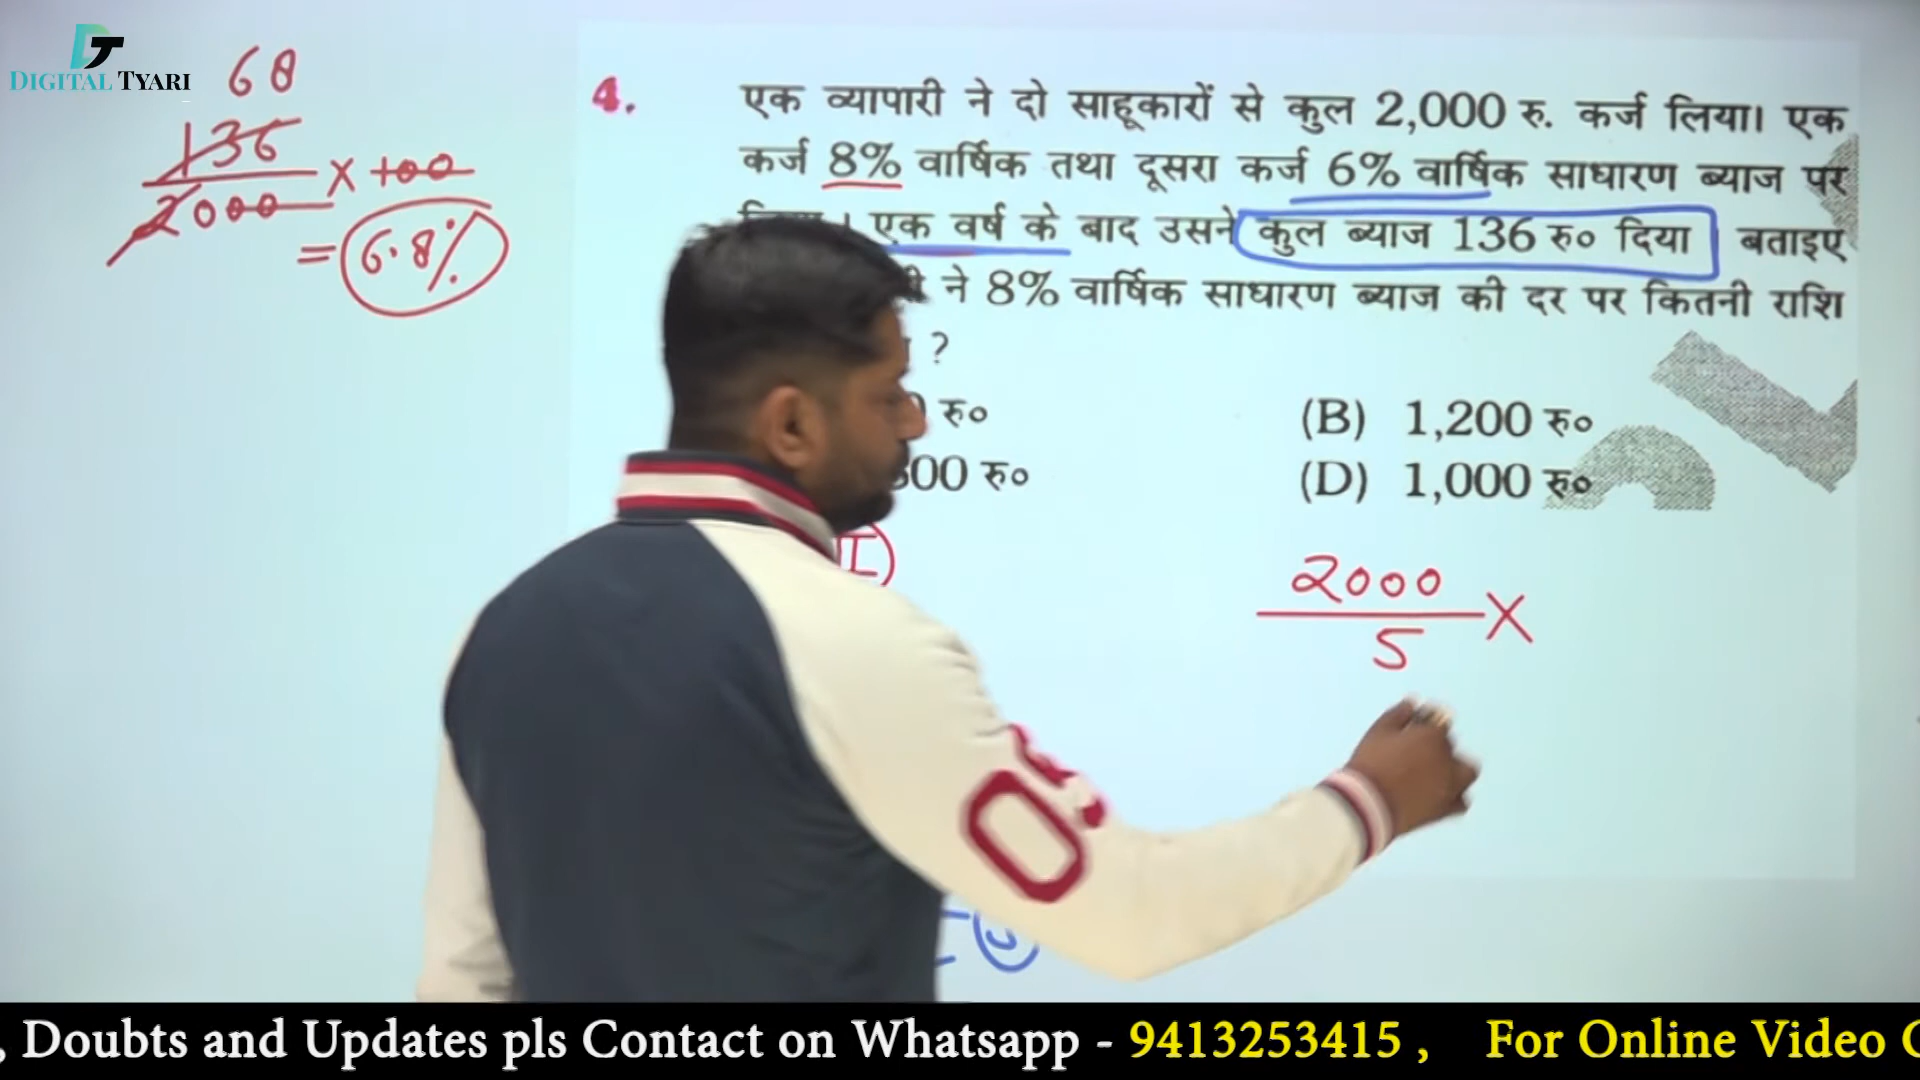 DIGITAL TYARI
68
136
2000 × 100
= 6.8%
4. एक व्यापारी ने दो साहूकारों से कुल 2,000 रु. कर्ज लिया। एक
कर्ज 8% वार्षिक तथा दूसरा कर्ज 6% वार्षिक साधारण ब्याज पर
एक वर्ष के बाद उसने कुल ब्याज 136 रु० दिया बताइए
ने 8% वार्षिक साधारण ब्याज की दर पर कितनी राशि
?
रु० (B) 1,200 रु०
800 रु० (D) 1,000 रु०
2000
5 ×
, Doubts and Updates pls Contact on Whatsapp - 9413253415 , For Online Video